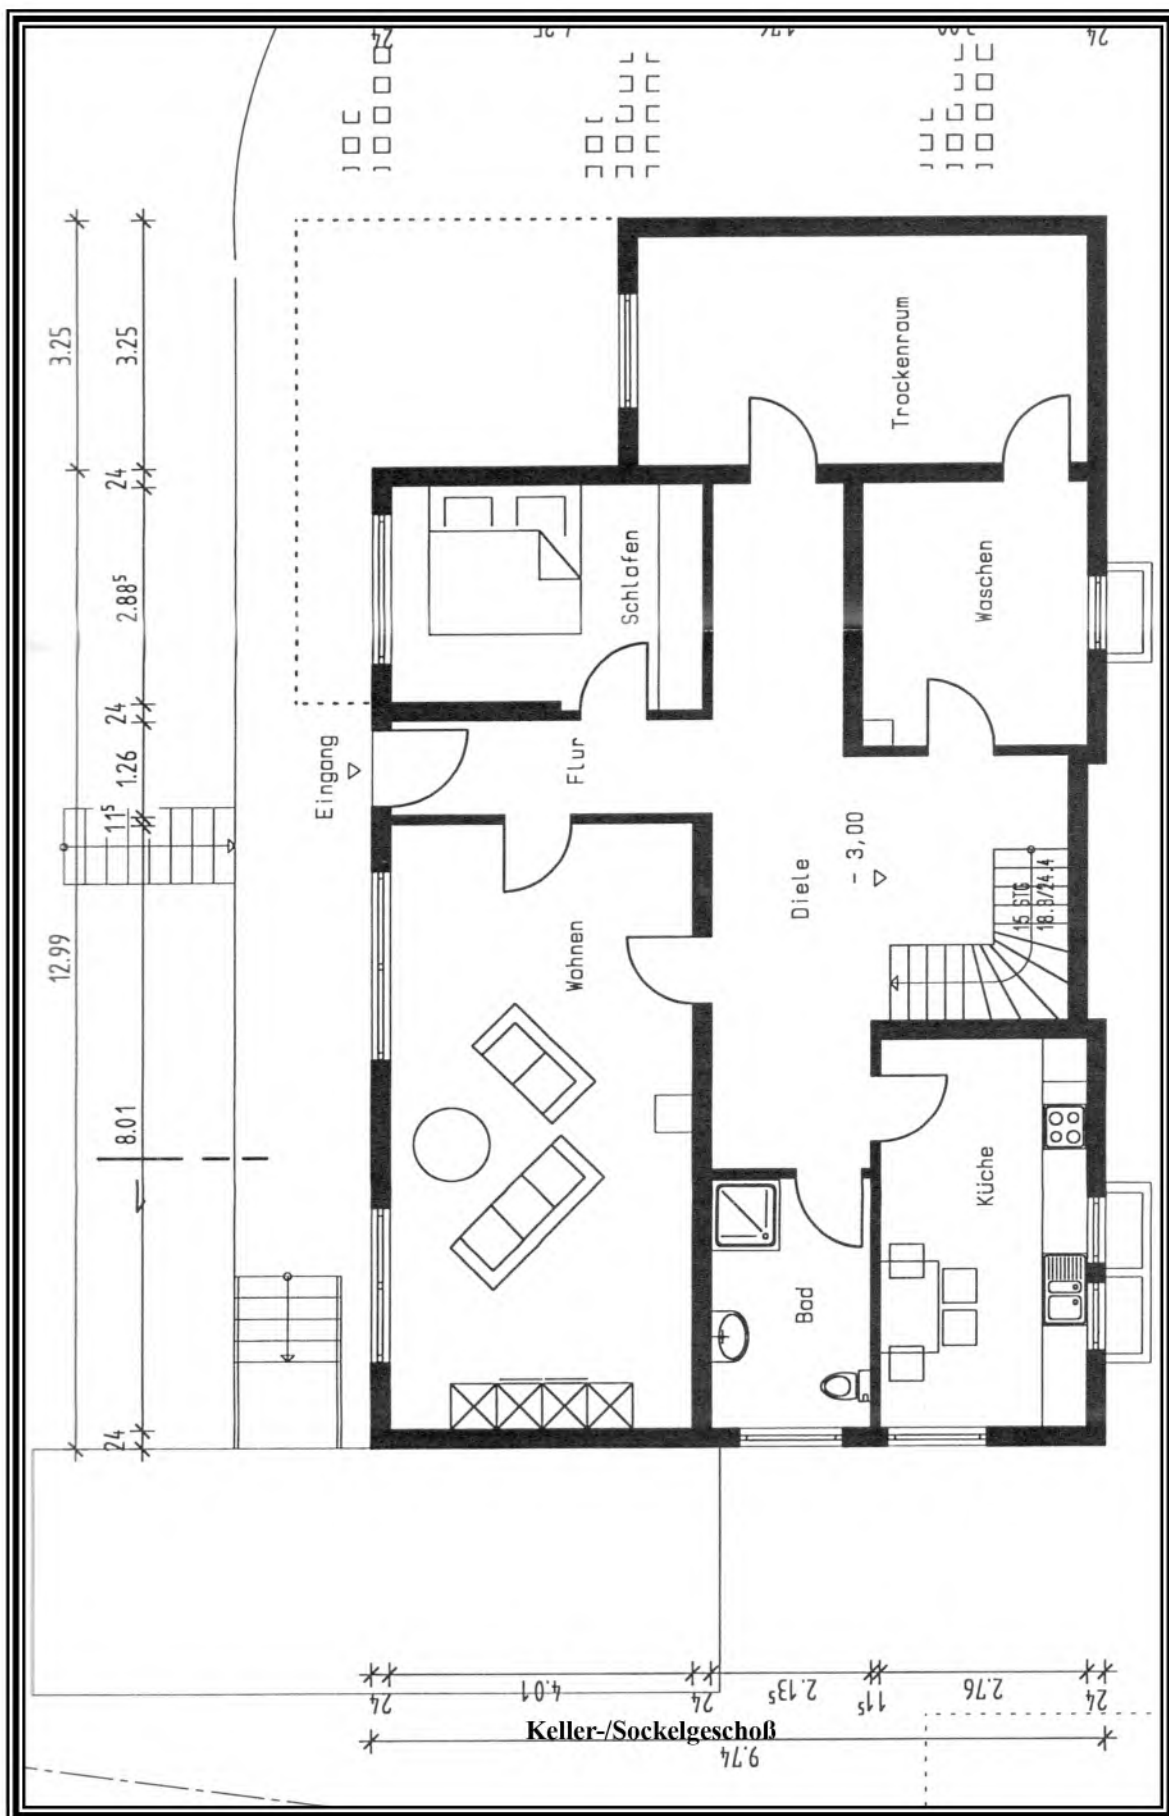 24
3.25
3.25
24
2.88⁵
24
1.26
11⁵
12.99
8.01
24
Eingang
Flur
Schlafen
Trockenraum
Waschen
Wohnen
Diele
- 3,00
15 STG
18.8/24.4
Küche
Bad
24
4.01
24
2.13⁵
11⁵
2.76
24
9.74
Keller-/Sockelgeschoß
24